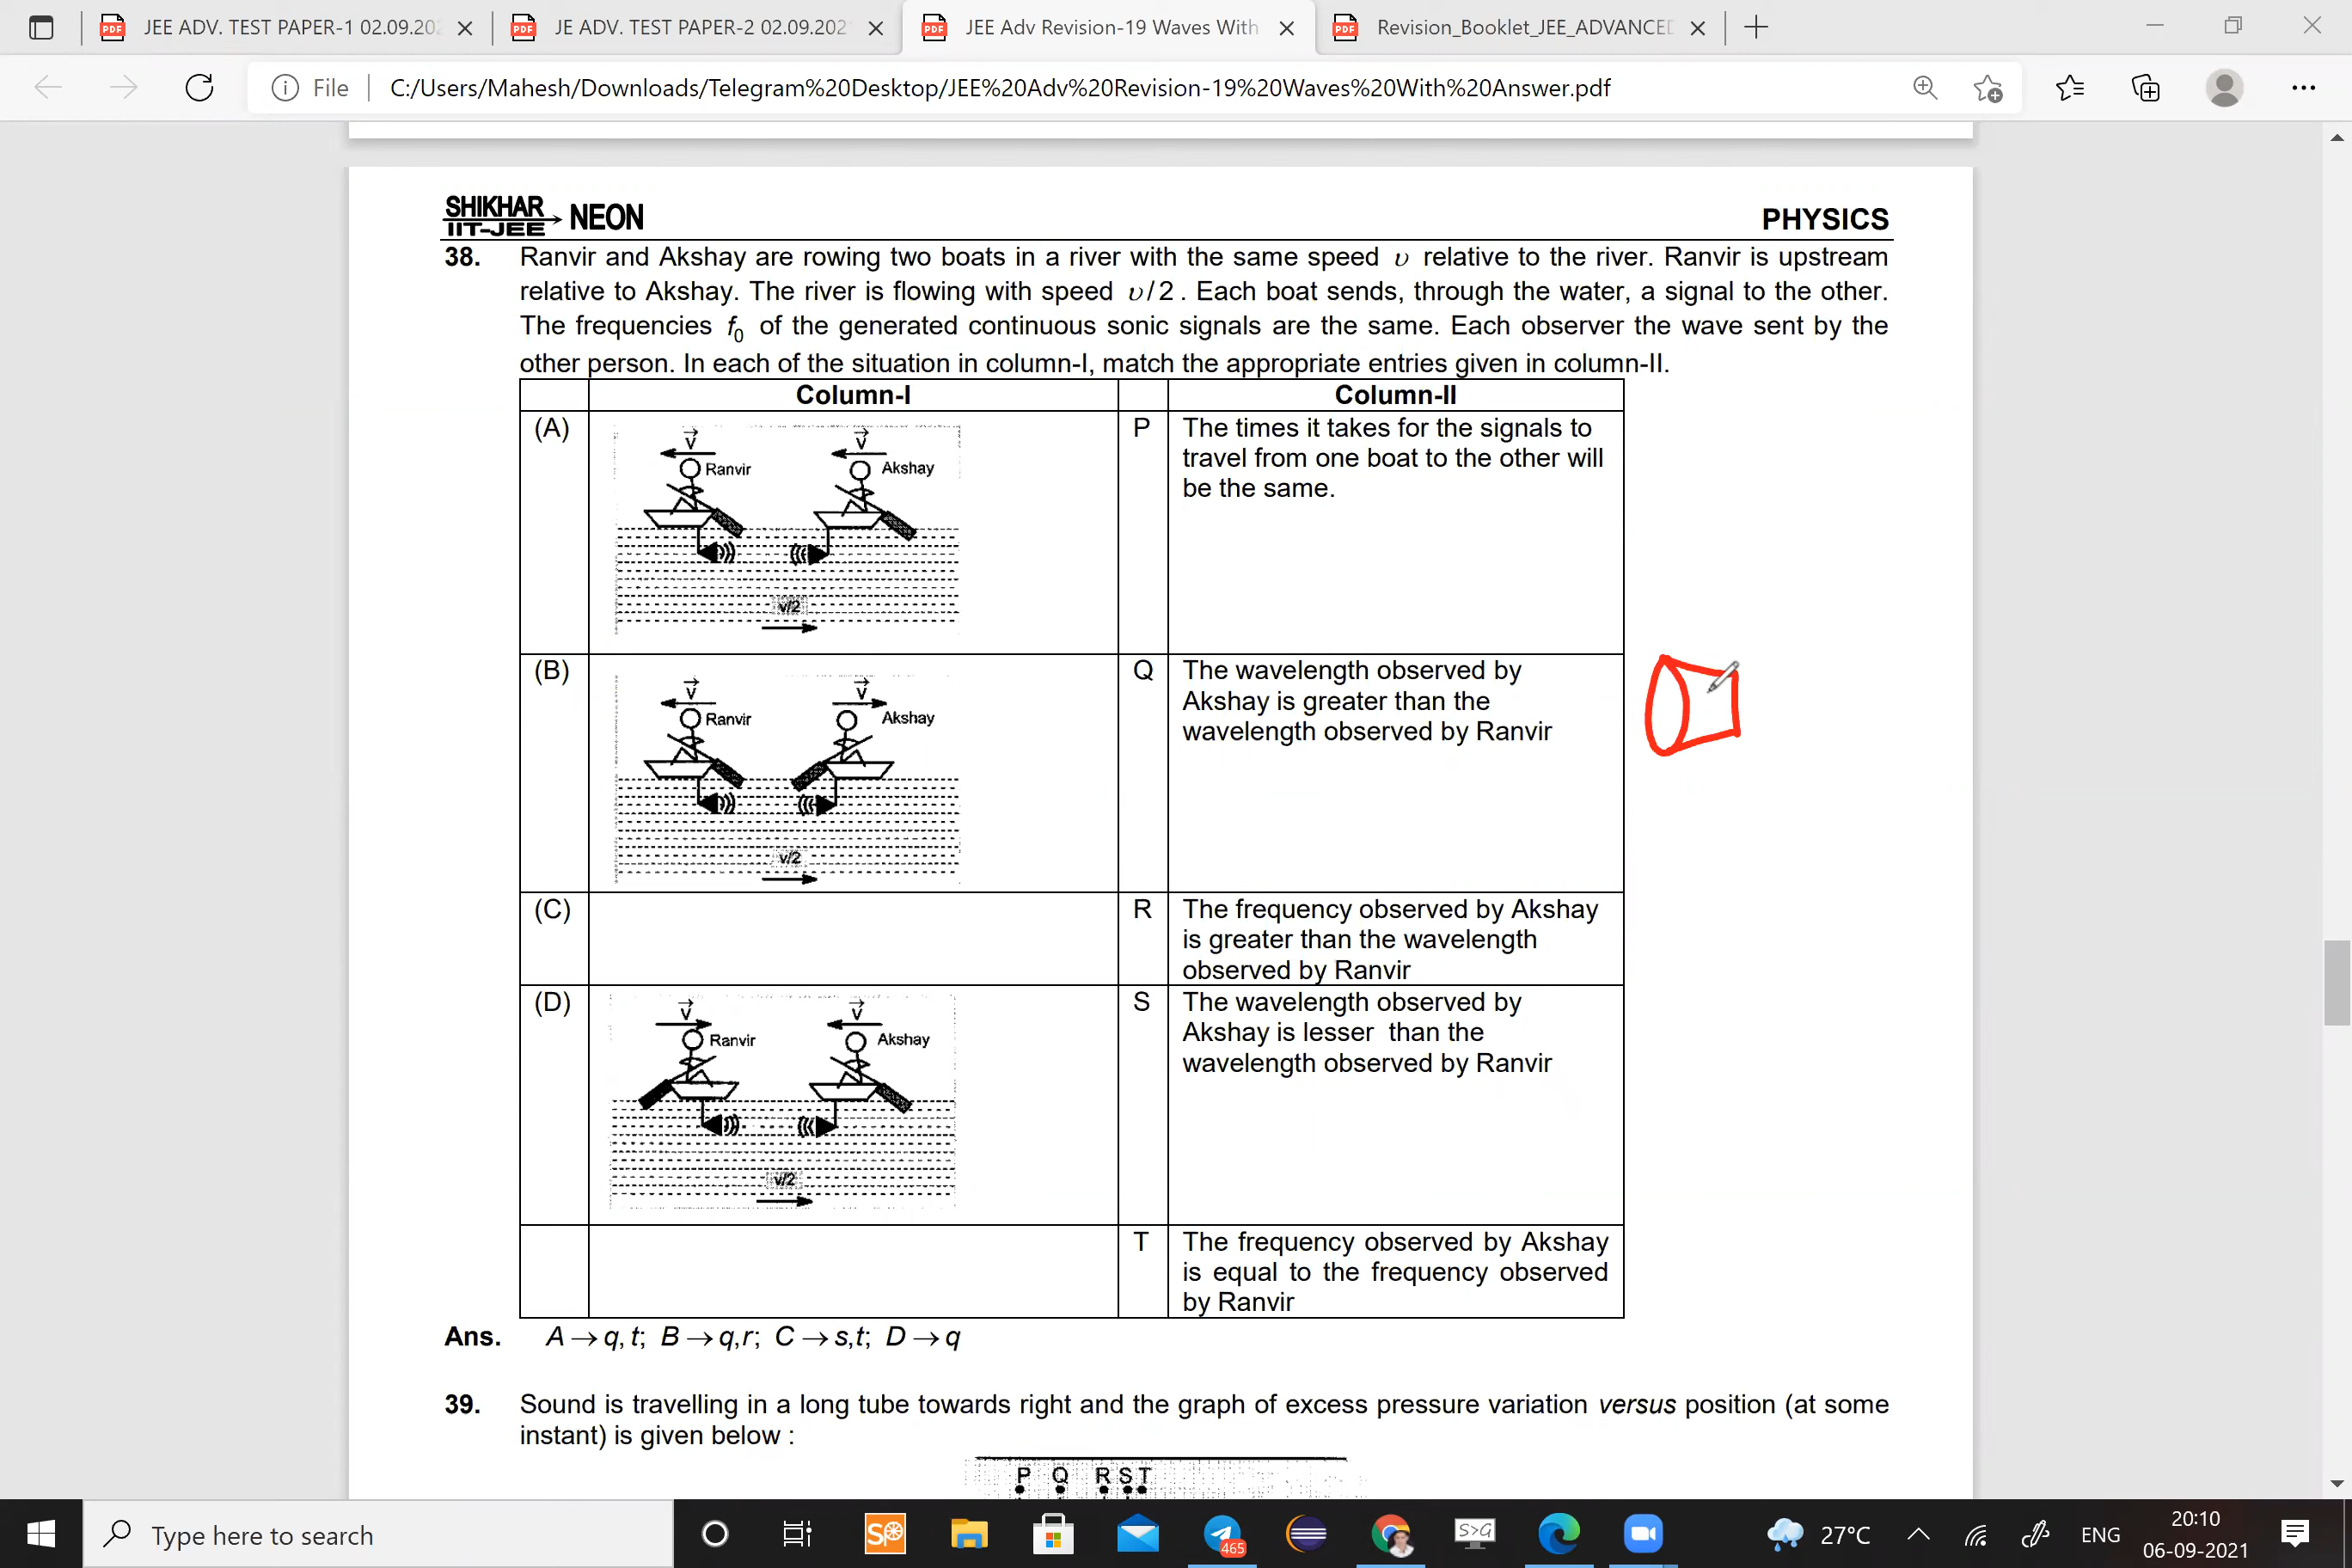 JEE ADV. TEST PAPER-1 02.09.202
JE ADV. TEST PAPER-2 02.09.202
JEE Adv Revision-19 Waves With
Revision_Booklet_JEE_ADVANCED
File
C:/Users/Mahesh/Downloads/Telegram%20Desktop/JEE%20Adv%20Revision-19%20Waves%20With%20Answer.pdf
SHIKHAR
IIT-JEE NEON
PHYSICS
38. Ranvir and Akshay are rowing two boats in a river with the same speed υ relative to the river. Ranvir is upstream
relative to Akshay. The river is flowing with speed υ/2. Each boat sends, through the water, a signal to the other.
The frequencies f₀ of the generated continuous sonic signals are the same. Each observer the wave sent by the
other person. In each of the situation in column-I, match the appropriate entries given in column-II.
Column-I Column-II
(A)
v⃗ v⃗
Ranvir Akshay
v/2
P The times it takes for the signals to
travel from one boat to the other will
be the same.
(B)
v⃗ v⃗
Ranvir Akshay
v/2
Q The wavelength observed by
Akshay is greater than the
wavelength observed by Ranvir
(C) R The frequency observed by Akshay
is greater than the wavelength
observed by Ranvir
(D)
v⃗ v⃗
Ranvir Akshay
v/2
S The wavelength observed by
Akshay is lesser than the
wavelength observed by Ranvir
T The frequency observed by Akshay
is equal to the frequency observed
by Ranvir
Ans. A → q, t; B → q,r; C → s,t; D → q
39. Sound is travelling in a long tube towards right and the graph of excess pressure variation versus position (at some
instant) is given below :
P Q R S T
Type here to search
SP
465
S>G
27°C
ENG
20:10
06-09-2021